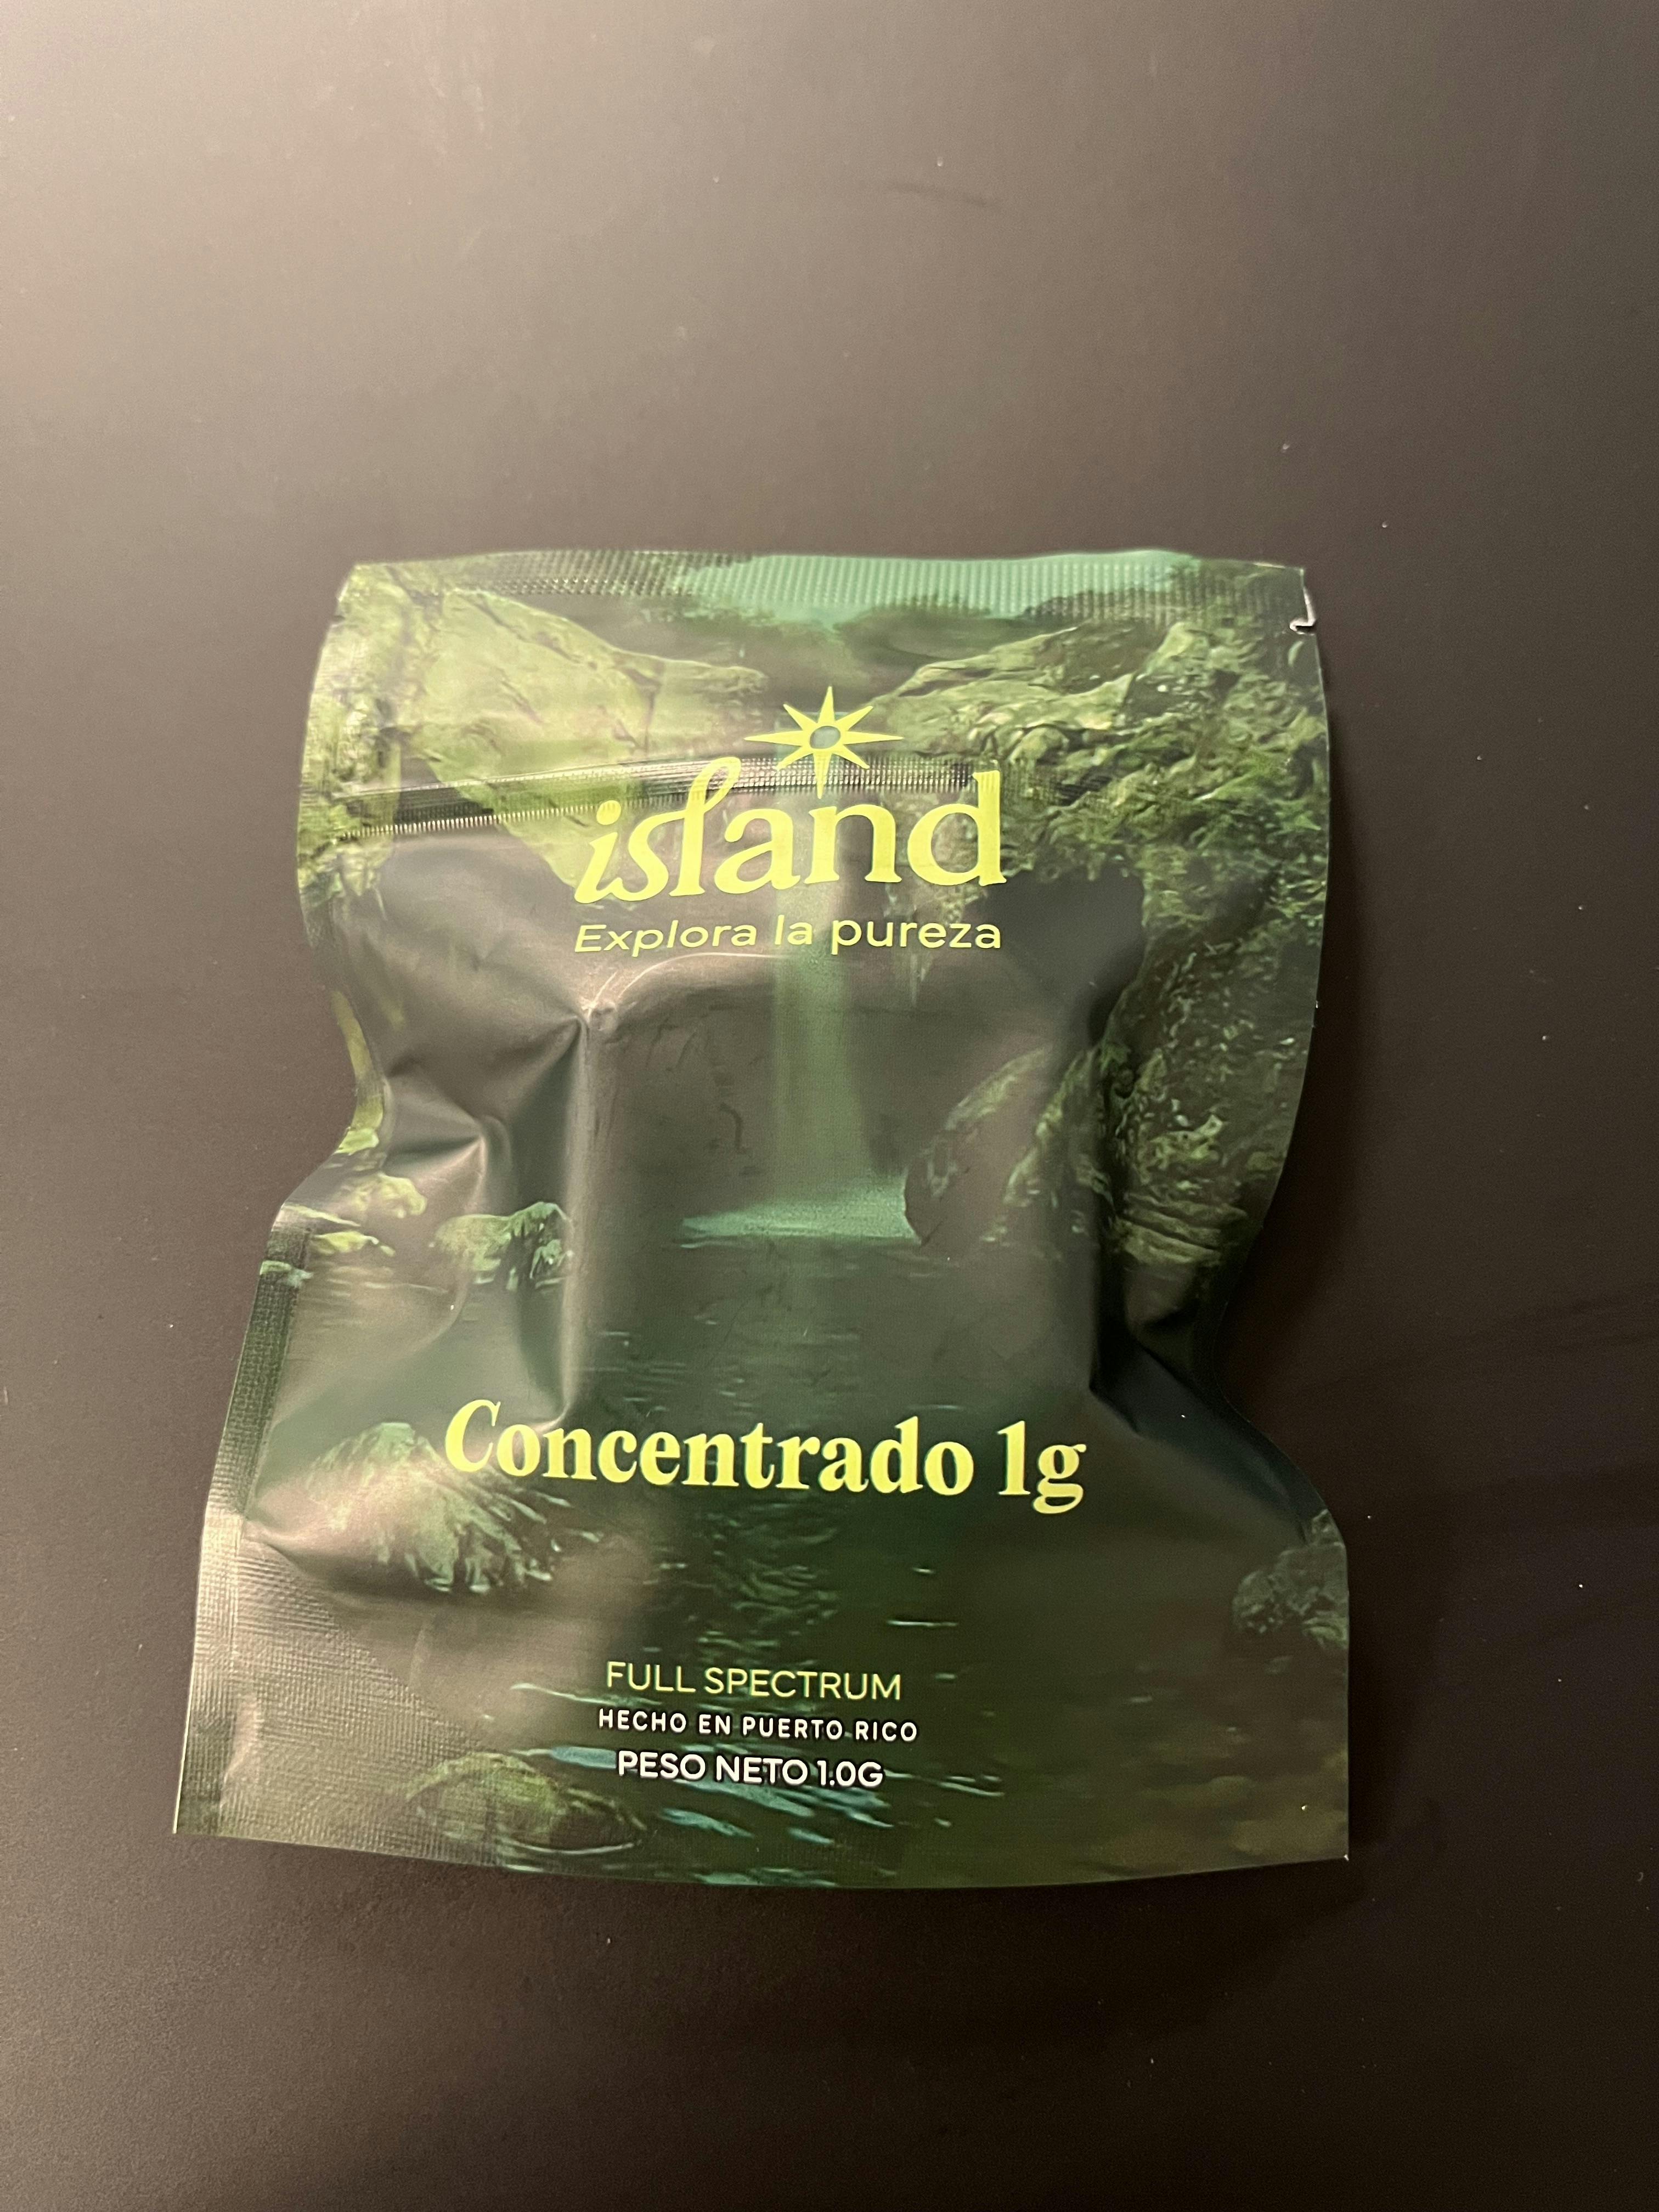 island
Explora la pureza
Concentrado 1g
FULL SPECTRUM
HECHO EN PUERTO RICO
PESO NETO 1.0G